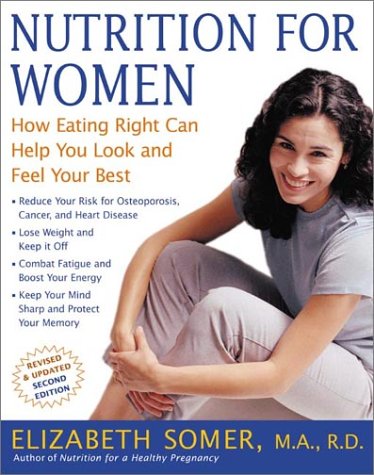 NUTRITION FOR
WOMEN
How Eating Right Can
Help You Look and
Feel Your Best
• Reduce Your Risk for Osteoporosis,
Cancer, and Heart Disease
• Lose Weight and
Keep it Off
• Combat Fatigue and
Boost Your Energy
• Keep Your Mind
Sharp and Protect
Your Memory
REVISED
& UPDATED
SECOND
EDITION
ELIZABETH SOMER, M.A., R.D.
Author of Nutrition for a Healthy Pregnancy